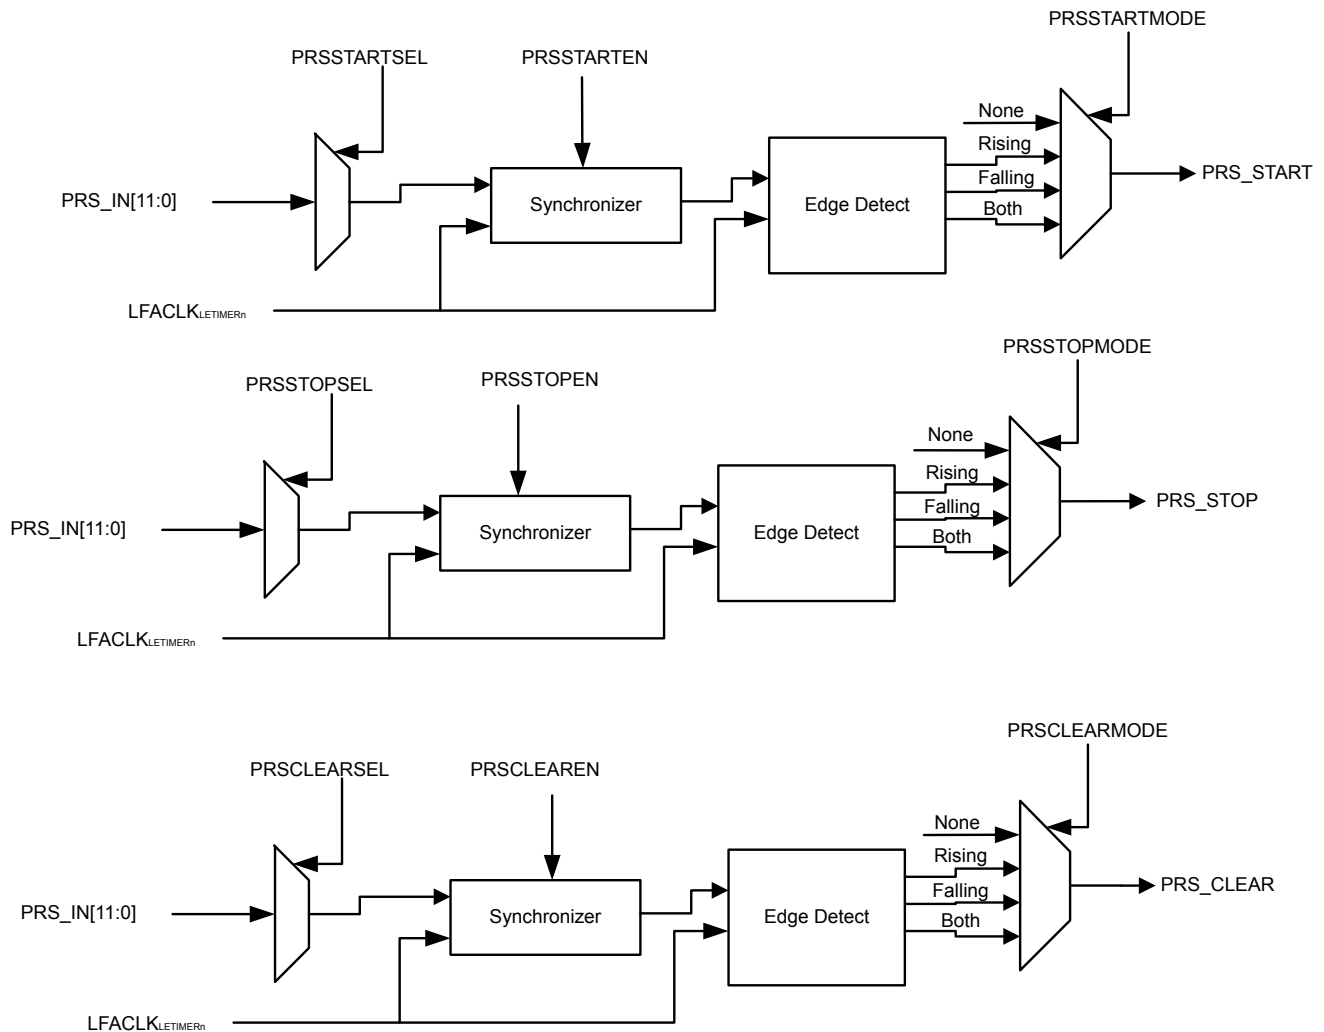 PRSSTARTMODE
PRSSTARTSEL
PRSSTARTEN
None
Rising
PRS_IN[11:0]
Synchronizer
Edge Detect
Falling
Both
PRS_START
LFACLKLETIMERn
PRSSTOPMODE
PRSSTOPSEL
PRSSTOPEN
None
Rising
PRS_IN[11:0]
Synchronizer
Edge Detect
Falling
Both
PRS_STOP
LFACLKLETIMERn
PRSCLEARMODE
PRSCLEARSEL
PRSCLEAREN
None
Rising
PRS_IN[11:0]
Synchronizer
Edge Detect
Falling
Both
PRS_CLEAR
LFACLKLETIMERn